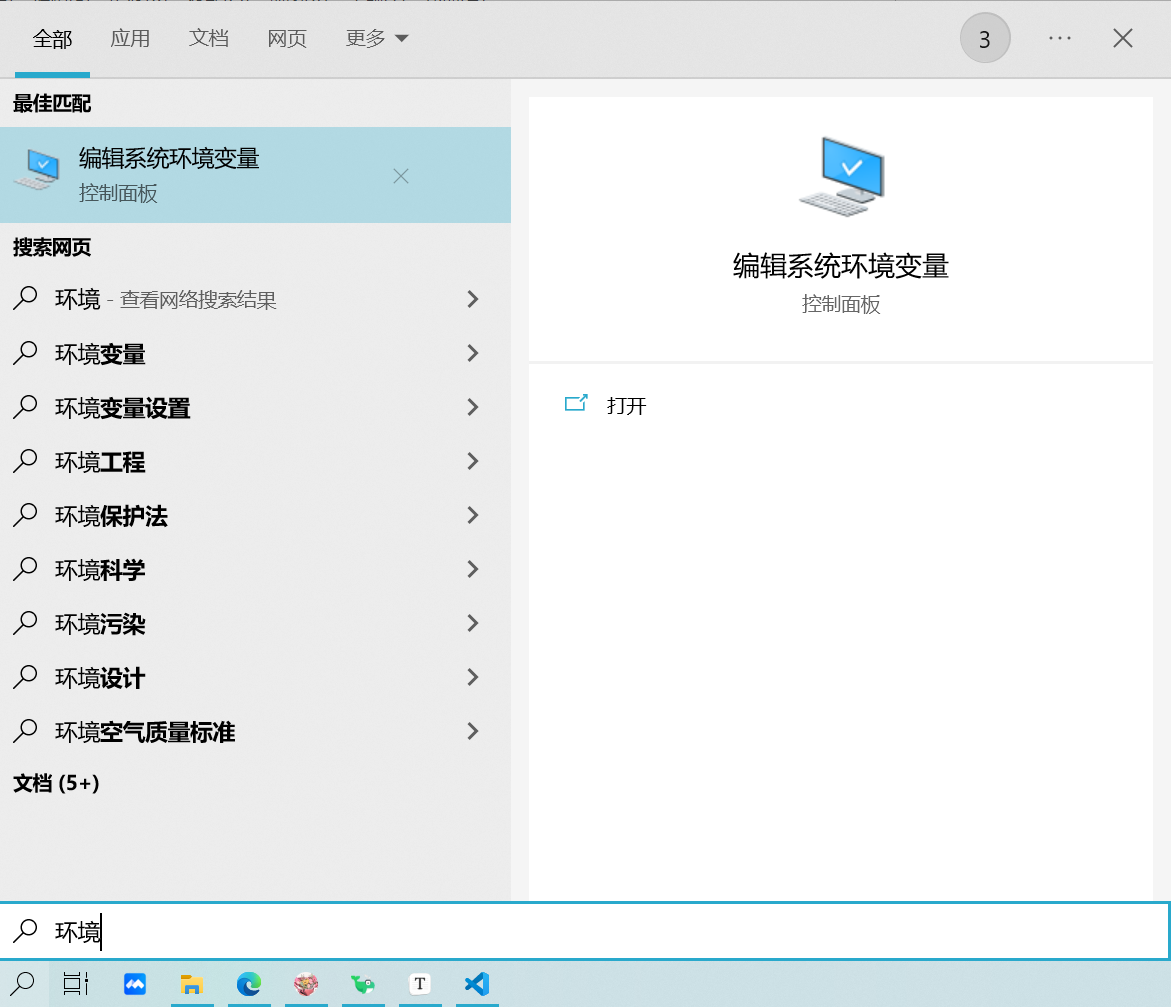 全部 应用 文档 网页 更多 3 ···
最佳匹配
编辑系统环境变量
控制面板
搜索网页
环境 - 查看网络搜索结果
环境变量
环境变量设置
环境工程
环境保护法
环境科学
环境污染
环境设计
环境空气质量标准
文档 (5+)
编辑系统环境变量
控制面板
打开
环境
T